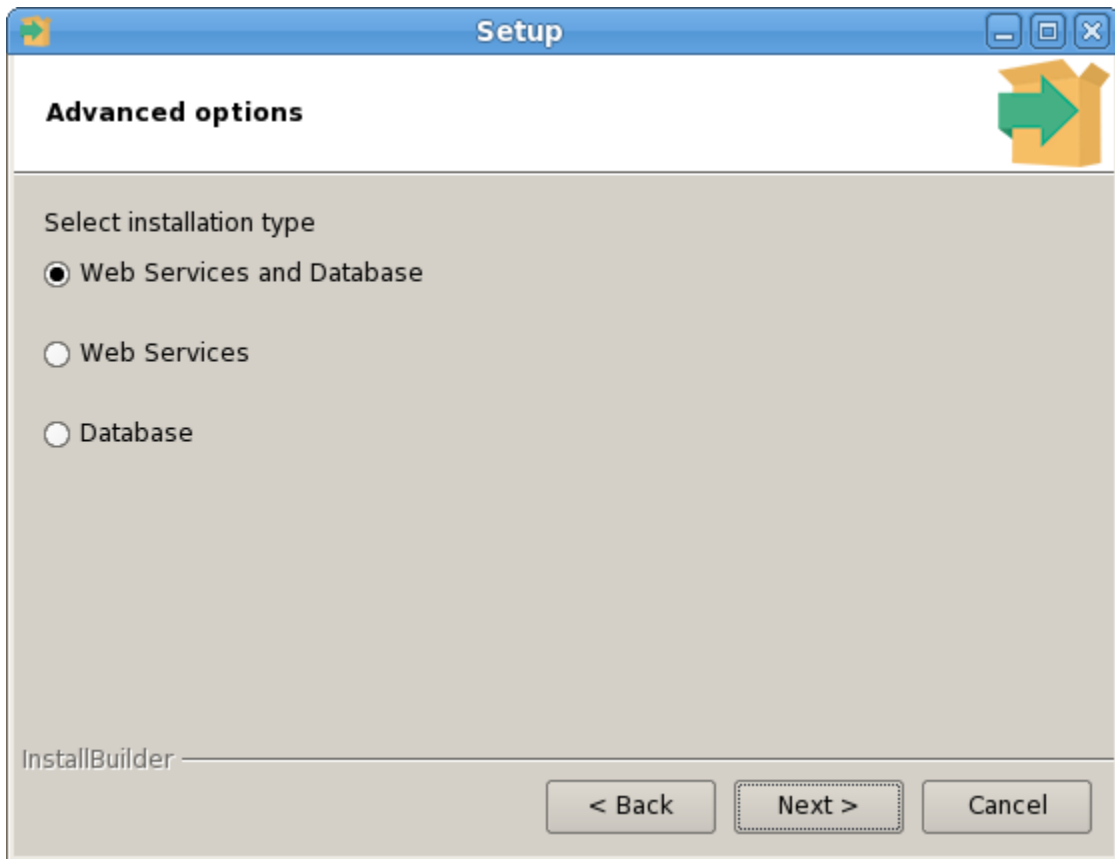 Setup
Advanced options
Select installation type
Web Services and Database
Web Services
Database
InstallBuilder
< Back
Next >
Cancel